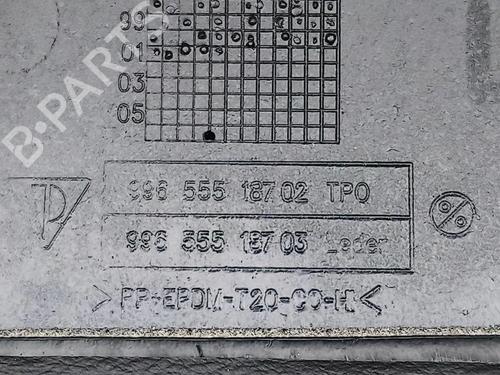 B-PARTS
99
01
03
05
996 555 187 02 TPO
996 555 187 03 Leder
>PP+EPDM-T20-CO-HI<